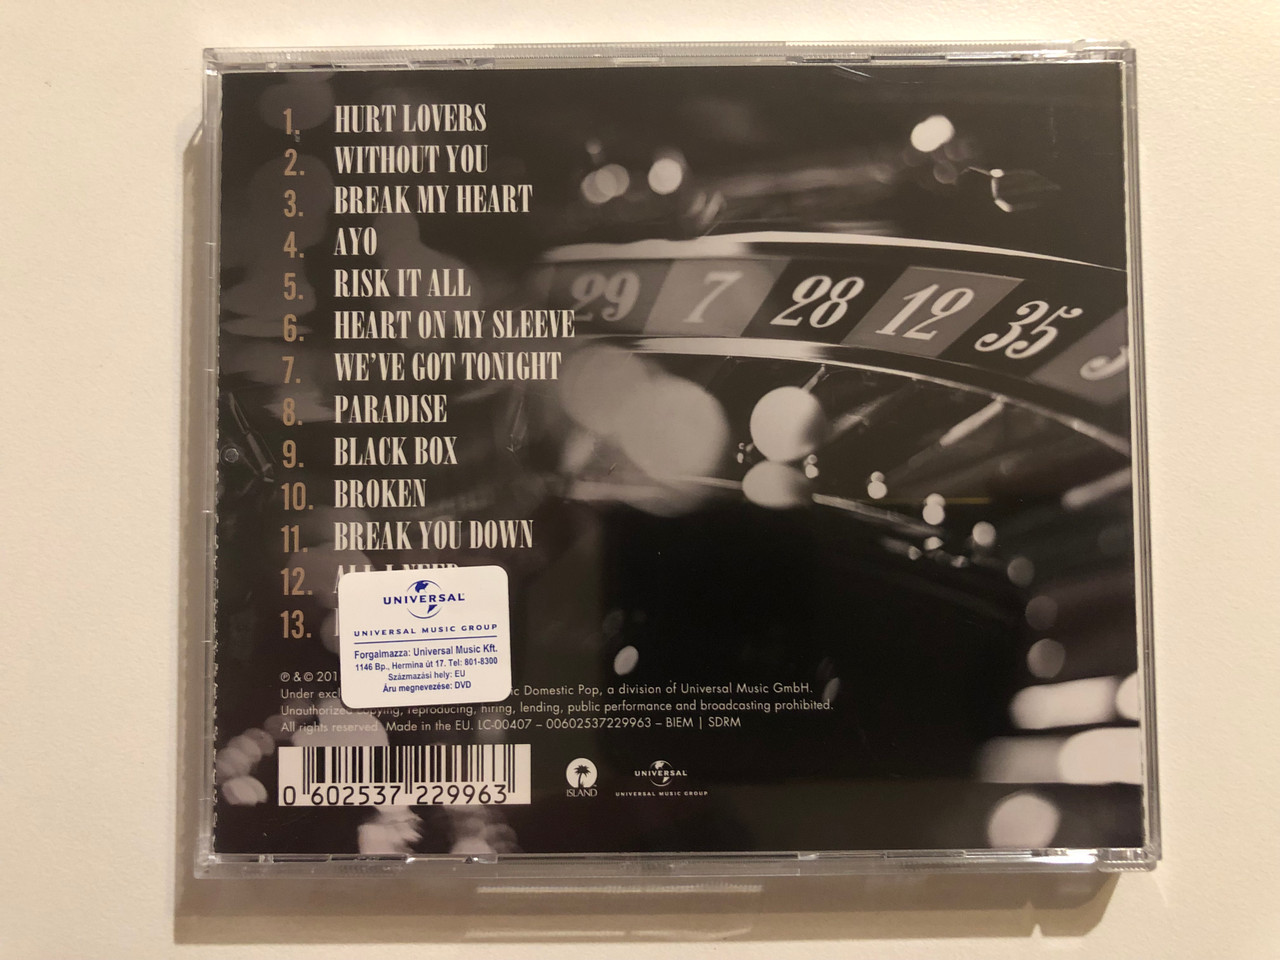 1. HURT LOVERS
2. WITHOUT YOU
3. BREAK MY HEART
4. AYO
5. RISK IT ALL
6. HEART ON MY SLEEVE
7. WE'VE GOT TONIGHT
8. PARADISE
9. BLACK BOX
10. BROKEN
11. BREAK YOU DOWN
12. ALL I NEED
13.
29 7 28 12 35
UNIVERSAL
UNIVERSAL MUSIC GROUP
Forgalmazza: Universal Music Kft.
1146 Bp., Hermina út 17. Tel: 801-8300
Származási hely: EU
Áru megnevezése: DVD
℗ & © 201
Under excl Domestic Pop, a division of Universal Music GmbH.
Unauthorized copying, reproducing, hiring, lending, public performance and broadcasting prohibited.
All rights reserved. Made in the EU. LC-00407 – 00602537229963 – BIEM | SDRM
0 602537 229963
ISLAND
UNIVERSAL
UNIVERSAL MUSIC GROUP